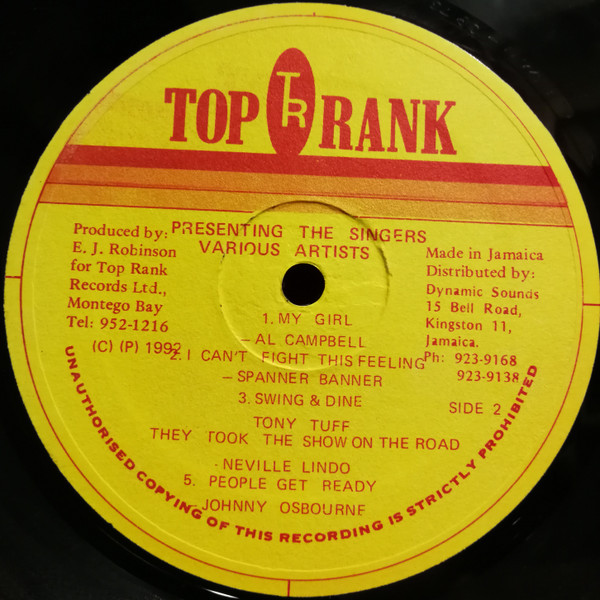 TOP TR RANK
PRESENTING THE SINGERS
VARIOUS ARTISTS
Produced by:
E. J. Robinson
for Top Rank
Records Ltd.,
Montego Bay
Tel: 952-1216
(C) (P) 1992
Made in Jamaica
Distributed by:
Dynamic Sounds
15 Bell Road,
Kingston 11,
Jamaica.
Ph: 923-9168
923-9138
1. MY GIRL
– AL CAMPBELL
2. I CAN'T FIGHT THIS FEELING
– SPANNER BANNER
3. SWING & DINE
TONY TUFF
THEY TOOK THE SHOW ON THE ROAD
- NEVILLE LINDO
5. PEOPLE GET READY
JOHNNY OSBOURNE
SIDE 2
UNAUTHORISED COPYING OF THIS RECORDING IS STRICTLY PROHIBITED